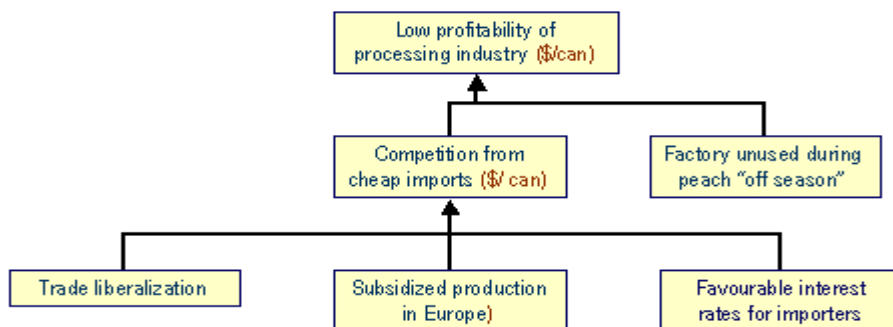 Low profitability of
processing industry ($/can)
Competition from
cheap imports ($/ can)
Factory unused during
peach “off season”
Trade liberalization
Subsidized production
in Europe)
Favourable interest
rates for importers